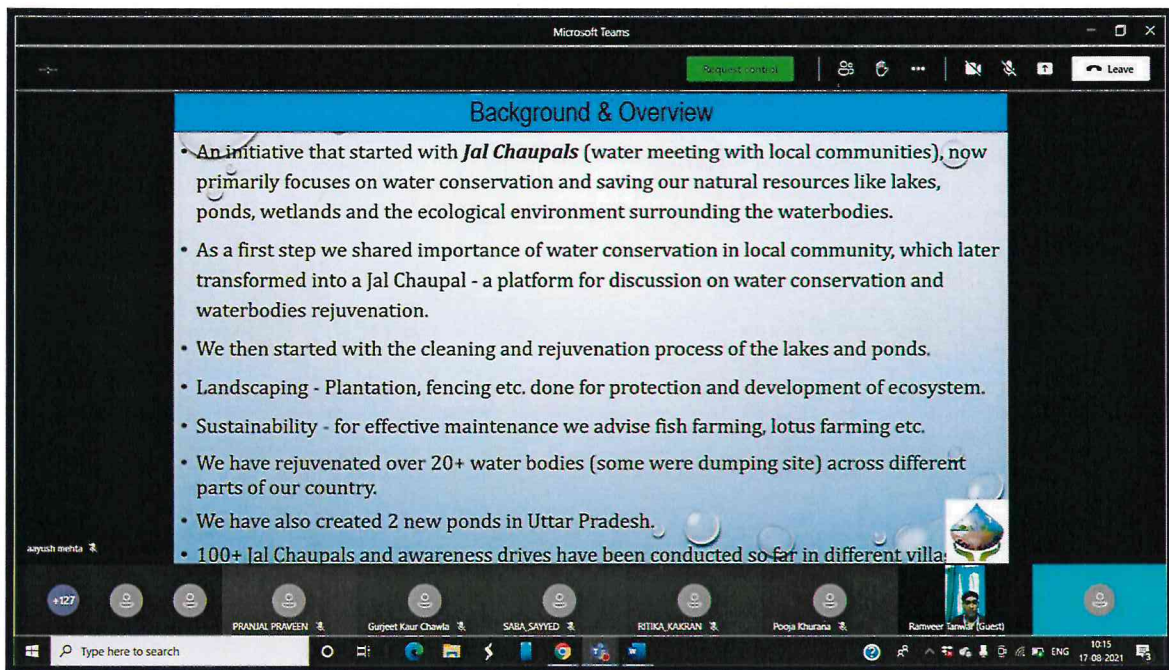 Microsoft Teams
Request control
Leave
Background & Overview
• An initiative that started with Jal Chaupals (water meeting with local communities), now
primarily focuses on water conservation and saving our natural resources like lakes,
ponds, wetlands and the ecological environment surrounding the waterbodies.
• As a first step we shared importance of water conservation in local community, which later
transformed into a Jal Chaupal - a platform for discussion on water conservation and
waterbodies rejuvenation.
• We then started with the cleaning and rejuvenation process of the lakes and ponds.
• Landscaping - Plantation, fencing etc. done for protection and development of ecosystem.
• Sustainability - for effective maintenance we advise fish farming, lotus farming etc.
• We have rejuvenated over 20+ water bodies (some were dumping site) across different
parts of our country.
• We have also created 2 new ponds in Uttar Pradesh.
• 100+ Jal Chaupals and awareness drives have been conducted so far in different villa
aayush mehta
+127
PRANJAL PRAVEEN
Gurjeet Kaur Chawla
SABA_SAYYED
RITIKA_KAKRAN
Pooja Khurana
Ramveer Tanwar (Guest)
Type here to search
ENG
10:15
17-08-2021